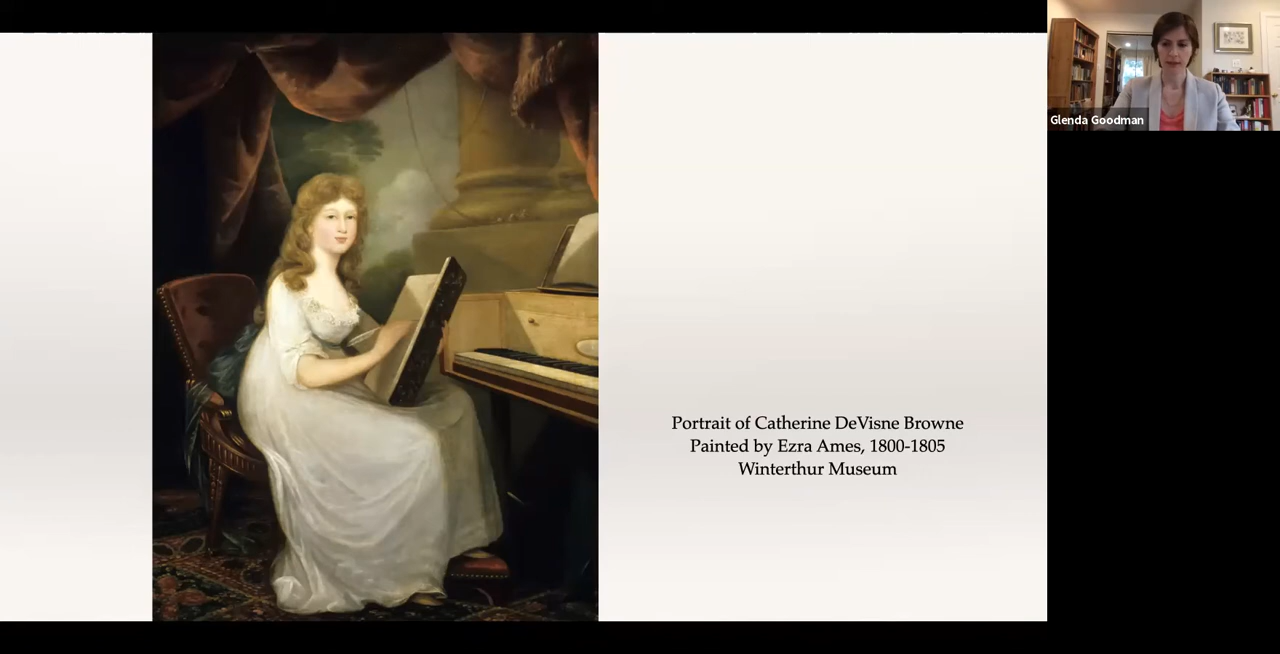 Glenda Goodman
Portrait of Catherine DeVisne Browne
Painted by Ezra Ames, 1800-1805
Winterthur Museum